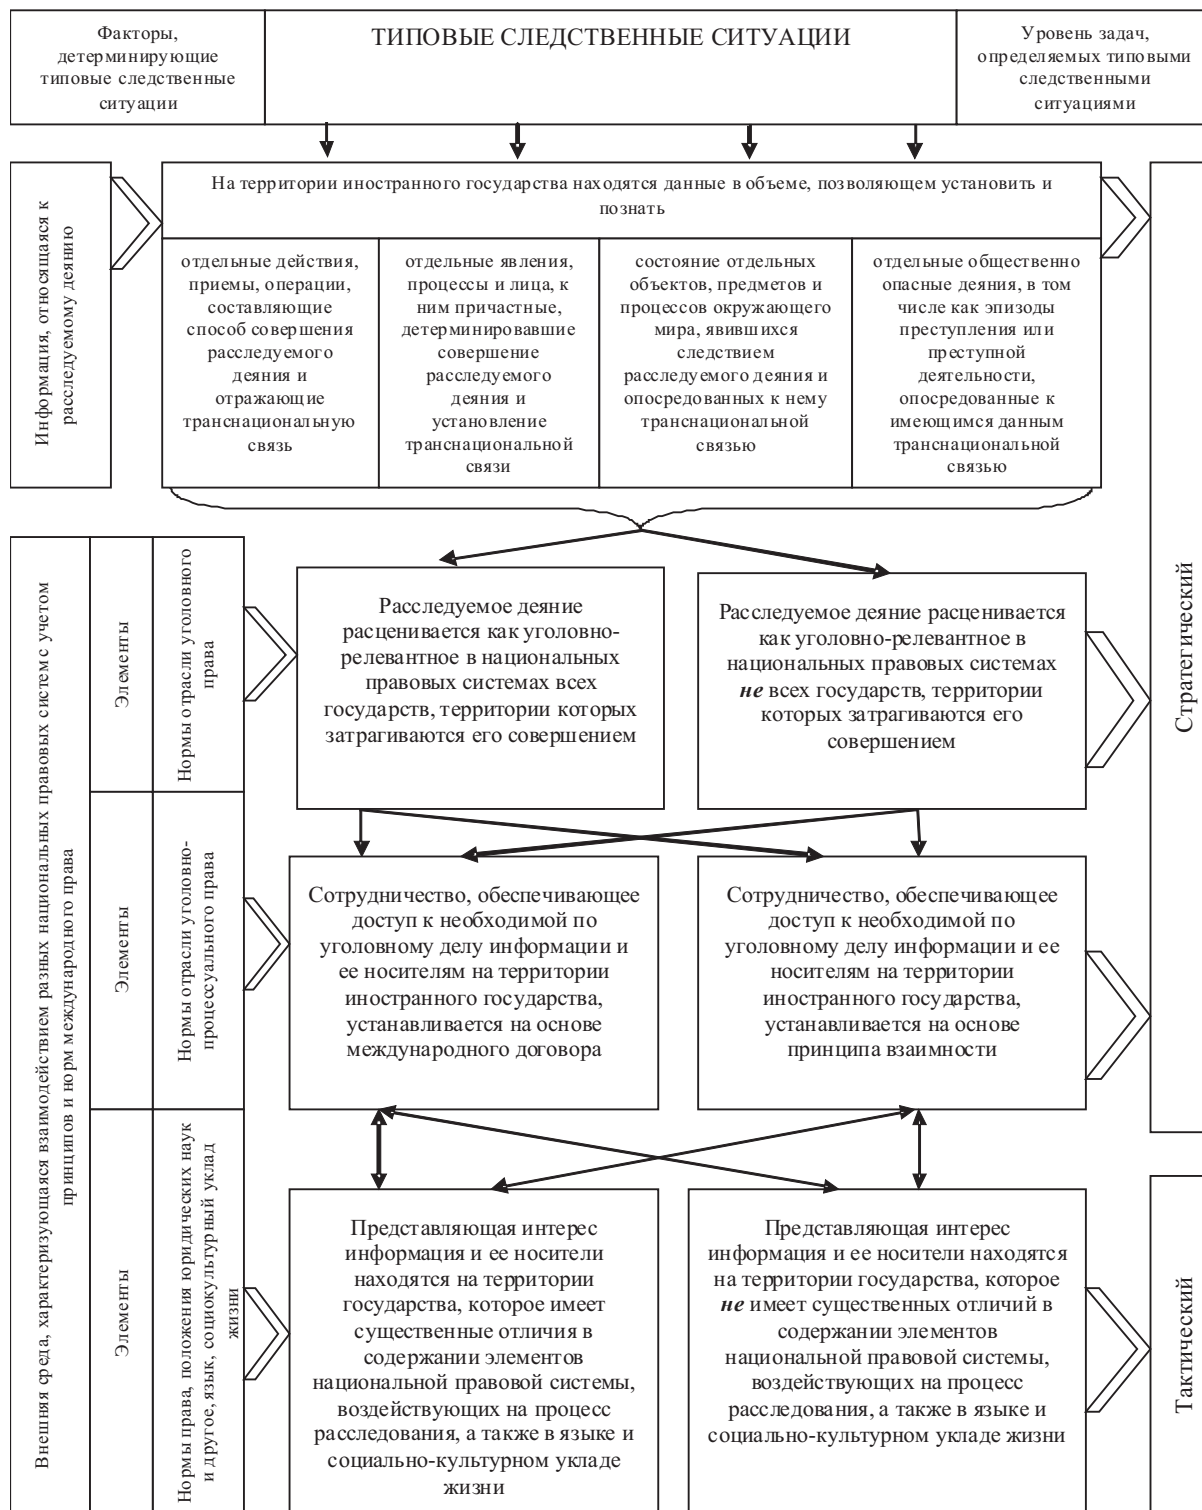 Факторы,
детерминирующие
типовые следственные
ситуации
ТИПОВЫЕ СЛЕДСТВЕННЫЕ СИТУАЦИИ
Уровень задач,
определяемых типовыми
следственными
ситуациями
Информация, относящаяся к
расследуемому деянию
На территории иностранного государства находятся данные в объеме, позволяющем установить и
познать
отдельные действия,
приемы, операции,
составляющие
способ совершения
расследуемого
деяния и
отражающие
транснациональную
связь
отдельные явления,
процессы и лица, к
ним причастные,
детерминировавшие
совершение
расследуемого
деяния и
установление
транснациональной
связи
состояние отдельных
объектов, предметов и
процессов окружающего
мира, явившихся
следствием
расследуемого деяния и
опосредованных к нему
транснациональной
связью
отдельные общественно
опасные деяния, в том
числе как эпизоды
преступления или
преступной
деятельности,
опосредованные к
имеющимся данным
транснациональной
связью
Стратегический
Внешняя среда, характеризующаяся взаимодействием разных национальных правовых систем с учетом
принципов и норм международного права
Элементы
Нормы отрасли уголовного
права
Расследуемое деяние
расценивается как уголовно-
релевантное в национальных
правовых системах всех
государств, территории которых
затрагиваются его совершением
Расследуемое деяние расценивается
как уголовно-релевантное в
национальных правовых системах
не всех государств, территории
которых затрагиваются его
совершением
Элементы
Нормы отрасли уголовно-
процессуального права
Сотрудничество, обеспечивающее
доступ к необходимой по
уголовному делу информации и
ее носителям на территории
иностранного государства,
устанавливается на основе
международного договора
Сотрудничество, обеспечивающее
доступ к необходимой по
уголовному делу информации и
ее носителям на территории
иностранного государства,
устанавливается на основе
принципа взаимности
Элементы
Нормы права, положения юридических наук
и другое, язык, социокультурный уклад
жизни
Представляющая интерес
информация и ее носители
находятся на территории
государства, которое имеет
существенные отличия в
содержании элементов
национальной правовой системы,
воздействующих на процесс
расследования, а также в языке и
социально-культурном укладе
жизни
Представляющая интерес
информация и ее носители находятся
на территории государства, которое
не имеет существенных отличий в
содержании элементов
национальной правовой системы,
воздействующих на процесс
расследования, а также в языке и
социально-культурном укладе жизни
Тактический